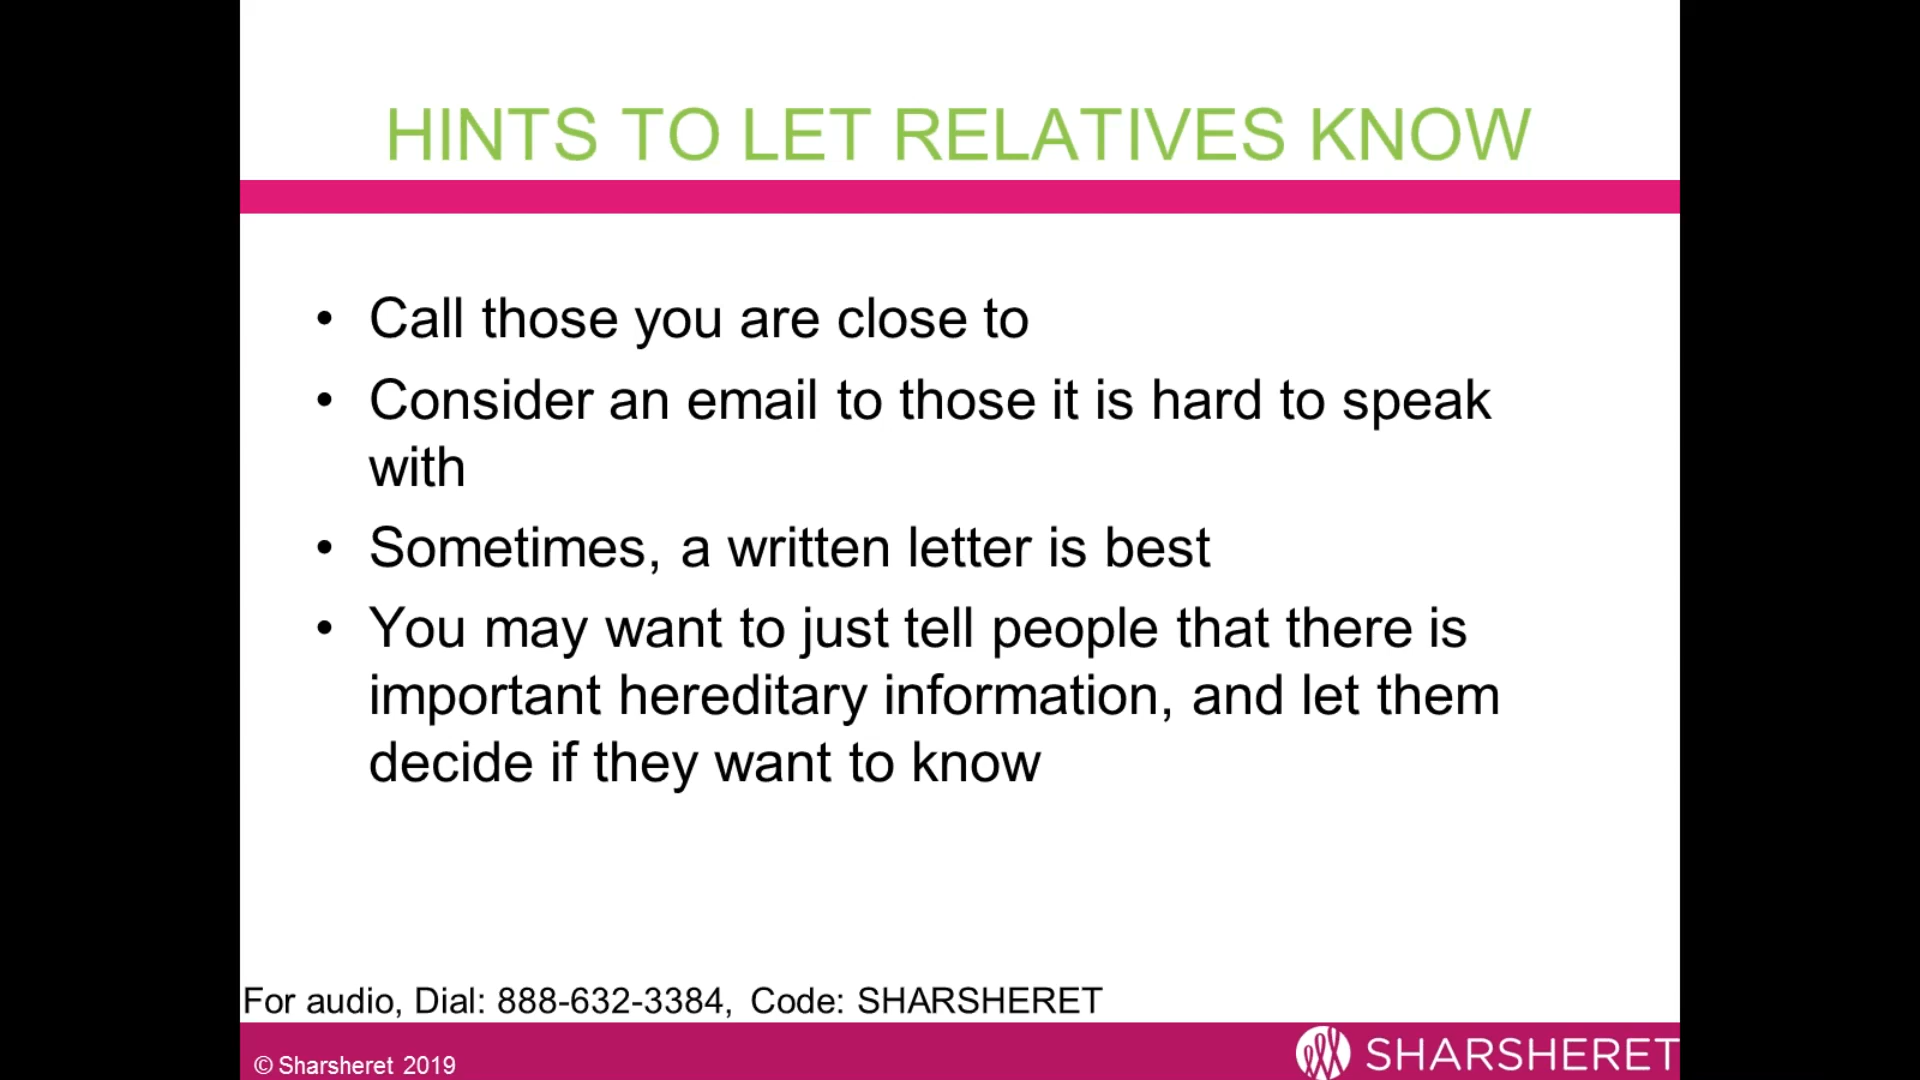 HINTS TO LET RELATIVES KNOW
• Call those you are close to
• Consider an email to those it is hard to speak
with
• Sometimes, a written letter is best
• You may want to just tell people that there is
important hereditary information, and let them
decide if they want to know
For audio, Dial: 888-632-3384, Code: SHARSHERET
© Sharsheret 2019
SHARSHERET